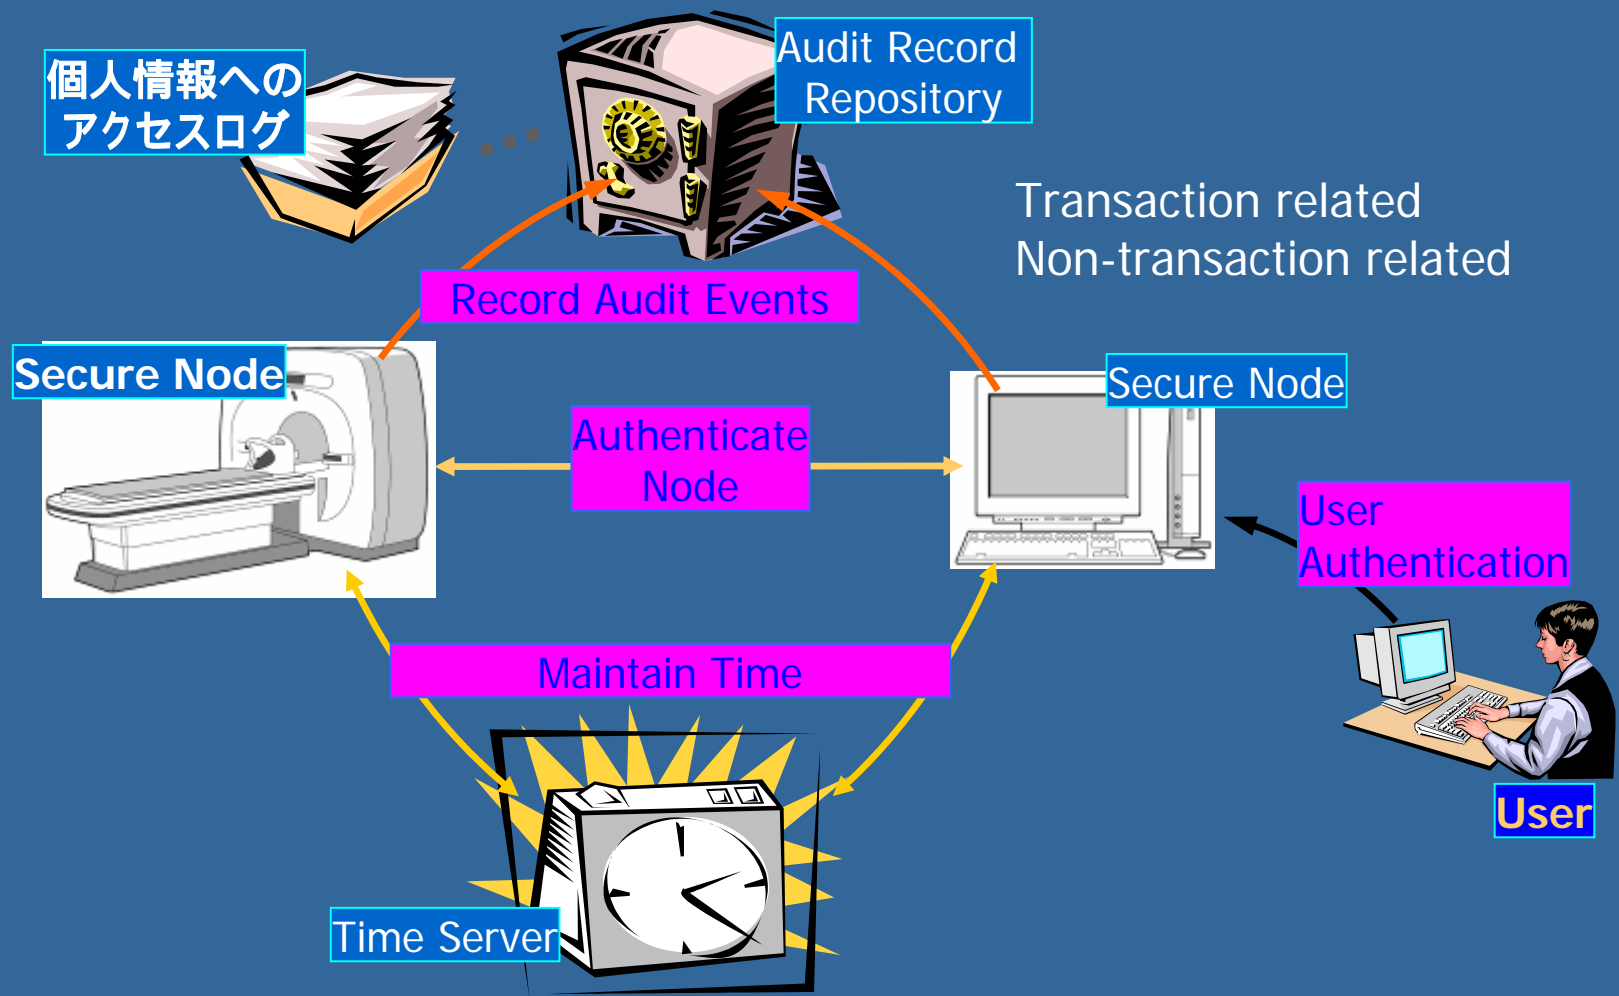 個人情報への
アクセスログ
Audit Record
Repository
Transaction related
Non-transaction related
Record Audit Events
Secure Node
Secure Node
Authenticate
Node
User
Authentication
Maintain Time
User
Time Server